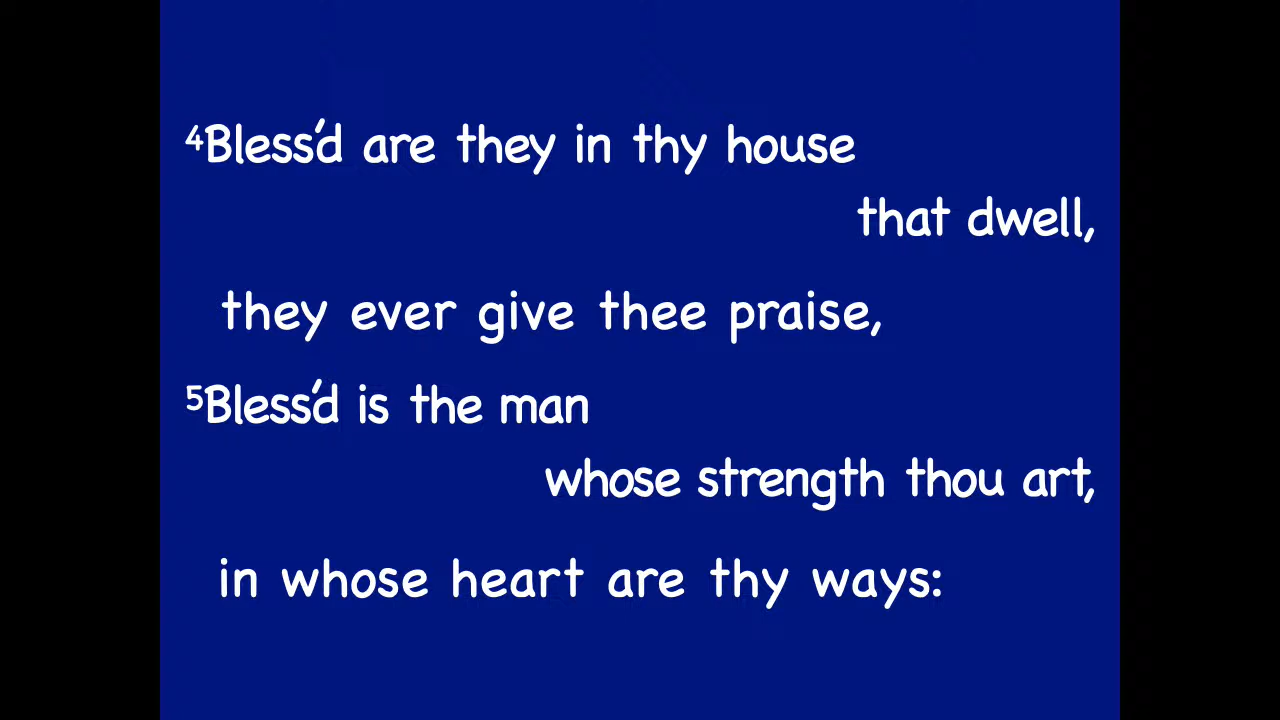 4Bless'd are they in thy house
that dwell,
they ever give thee praise,
5Bless'd is the man
whose strength thou art,
in whose heart are thy ways: